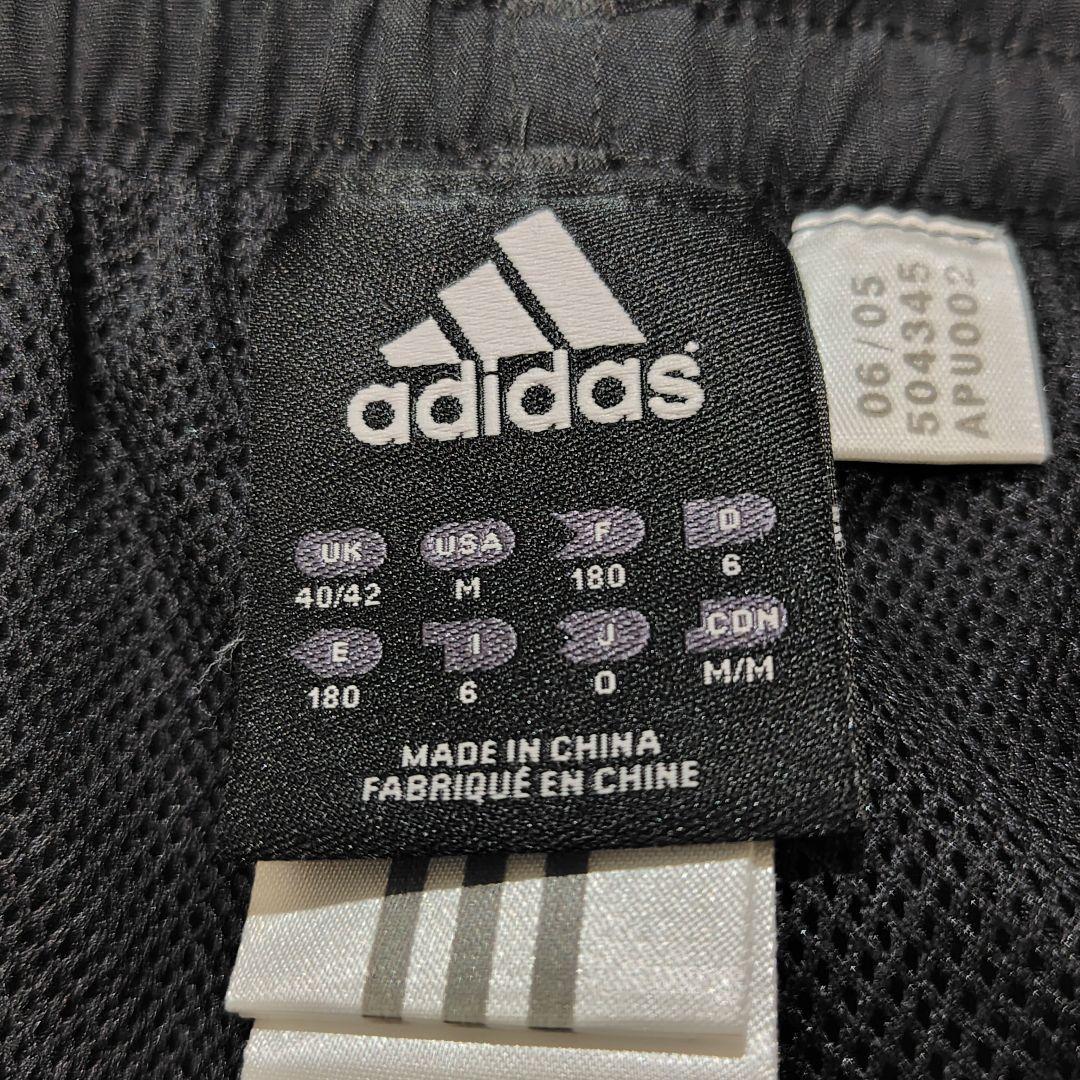 adidas
UK USA F D
40/42 M 180 6
E I J CDN
180 6 O M/M
MADE IN CHINA
FABRIQUÉ EN CHINE
06/05
504345
APU002